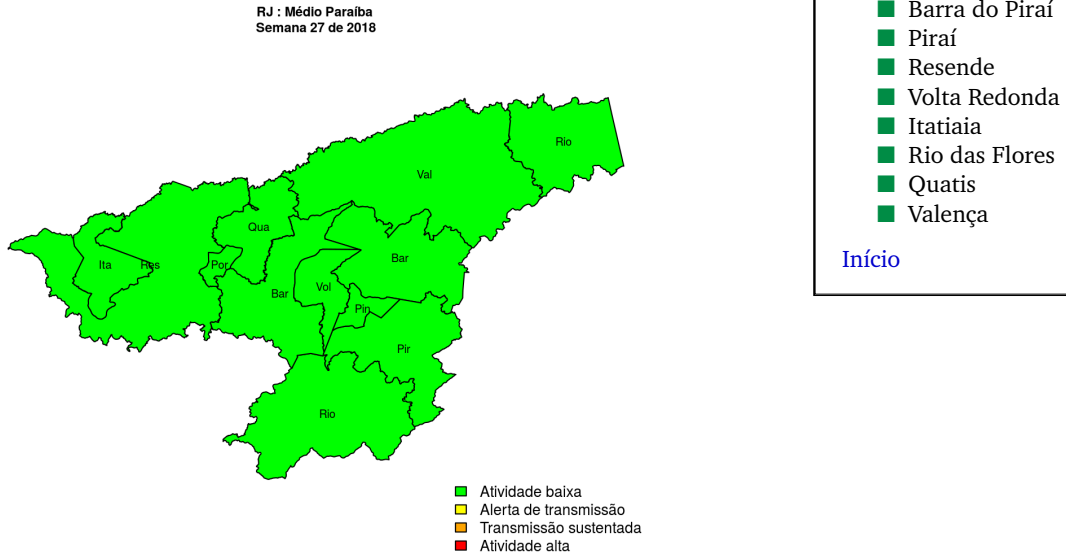 RJ : Médio Paraíba
Semana 27 de 2018
Rio
Val
Qua
Ita
Res
Por
Bar
Bar
Vol
Pin
Pir
Rio
Atividade baixa
Alerta de transmissão
Transmissão sustentada
Atividade alta
Barra do Piraí
Piraí
Resende
Volta Redonda
Itatiaia
Rio das Flores
Quatis
Valença
Início